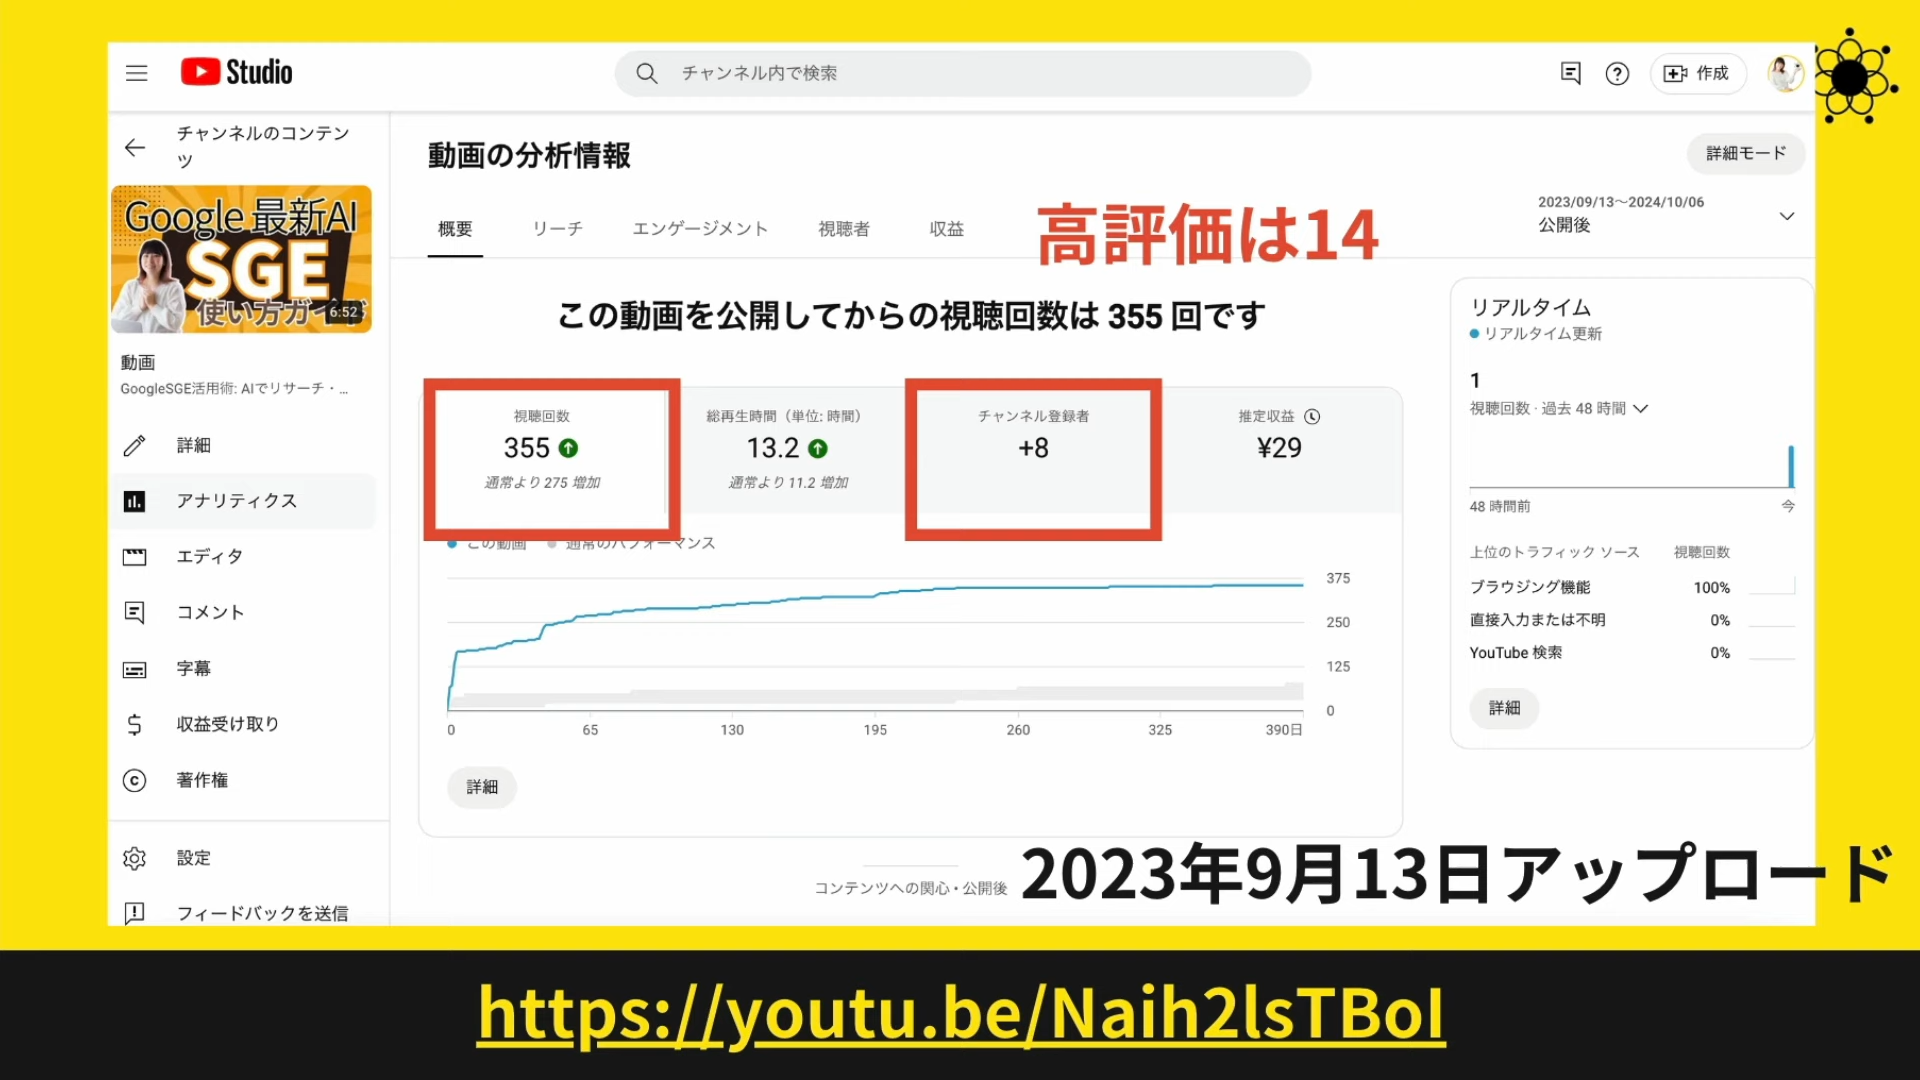 Studio
チャンネル内で検索
作成
チャンネルのコンテン
ツ
Google 最新AI
SGE
使い方ガイド
6:52
動画
GoogleSGE活用術: AIでリサーチ・...
詳細
アナリティクス
エディタ
コメント
字幕
収益受け取り
著作権
設定
フィードバックを送信
動画の分析情報
詳細モード
概要
リーチ
エンゲージメント
視聴者
収益
高評価は14
2023/09/13～2024/10/06
公開後
この動画を公開してからの視聴回数は 355 回です
視聴回数
355
通常より 275 増加
総再生時間（単位: 時間）
13.2
通常より 11.2 増加
チャンネル登録者
+8
推定収益
¥29
この動画
通常のパフォーマンス
375
250
125
0
0
65
130
195
260
325
390日
詳細
リアルタイム
リアルタイム更新
1
視聴回数・過去 48 時間
48 時間前
今
上位のトラフィック ソース
視聴回数
ブラウジング機能
100%
直接入力または不明
0%
YouTube 検索
0%
詳細
コンテンツへの関心・公開後
2023年9月13日アップロード
https://youtu.be/Naih2lsTBoI